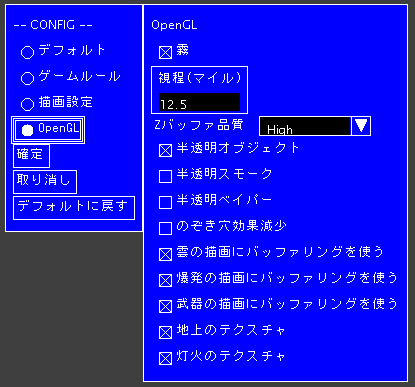 -- CONFIG --
デフォルト
ゲームルール
描画設定
OpenGL
確定
取り消し
デフォルトに戻す
OpenGL
霧
視程(マイル)
12.5
Zバッファ品質 High
半透明オブジェクト
半透明スモーク
半透明ベイパー
のぞき穴効果減少
雲の描画にバッファリングを使う
爆発の描画にバッファリングを使う
武器の描画にバッファリングを使う
地上のテクスチャ
灯火のテクスチャ